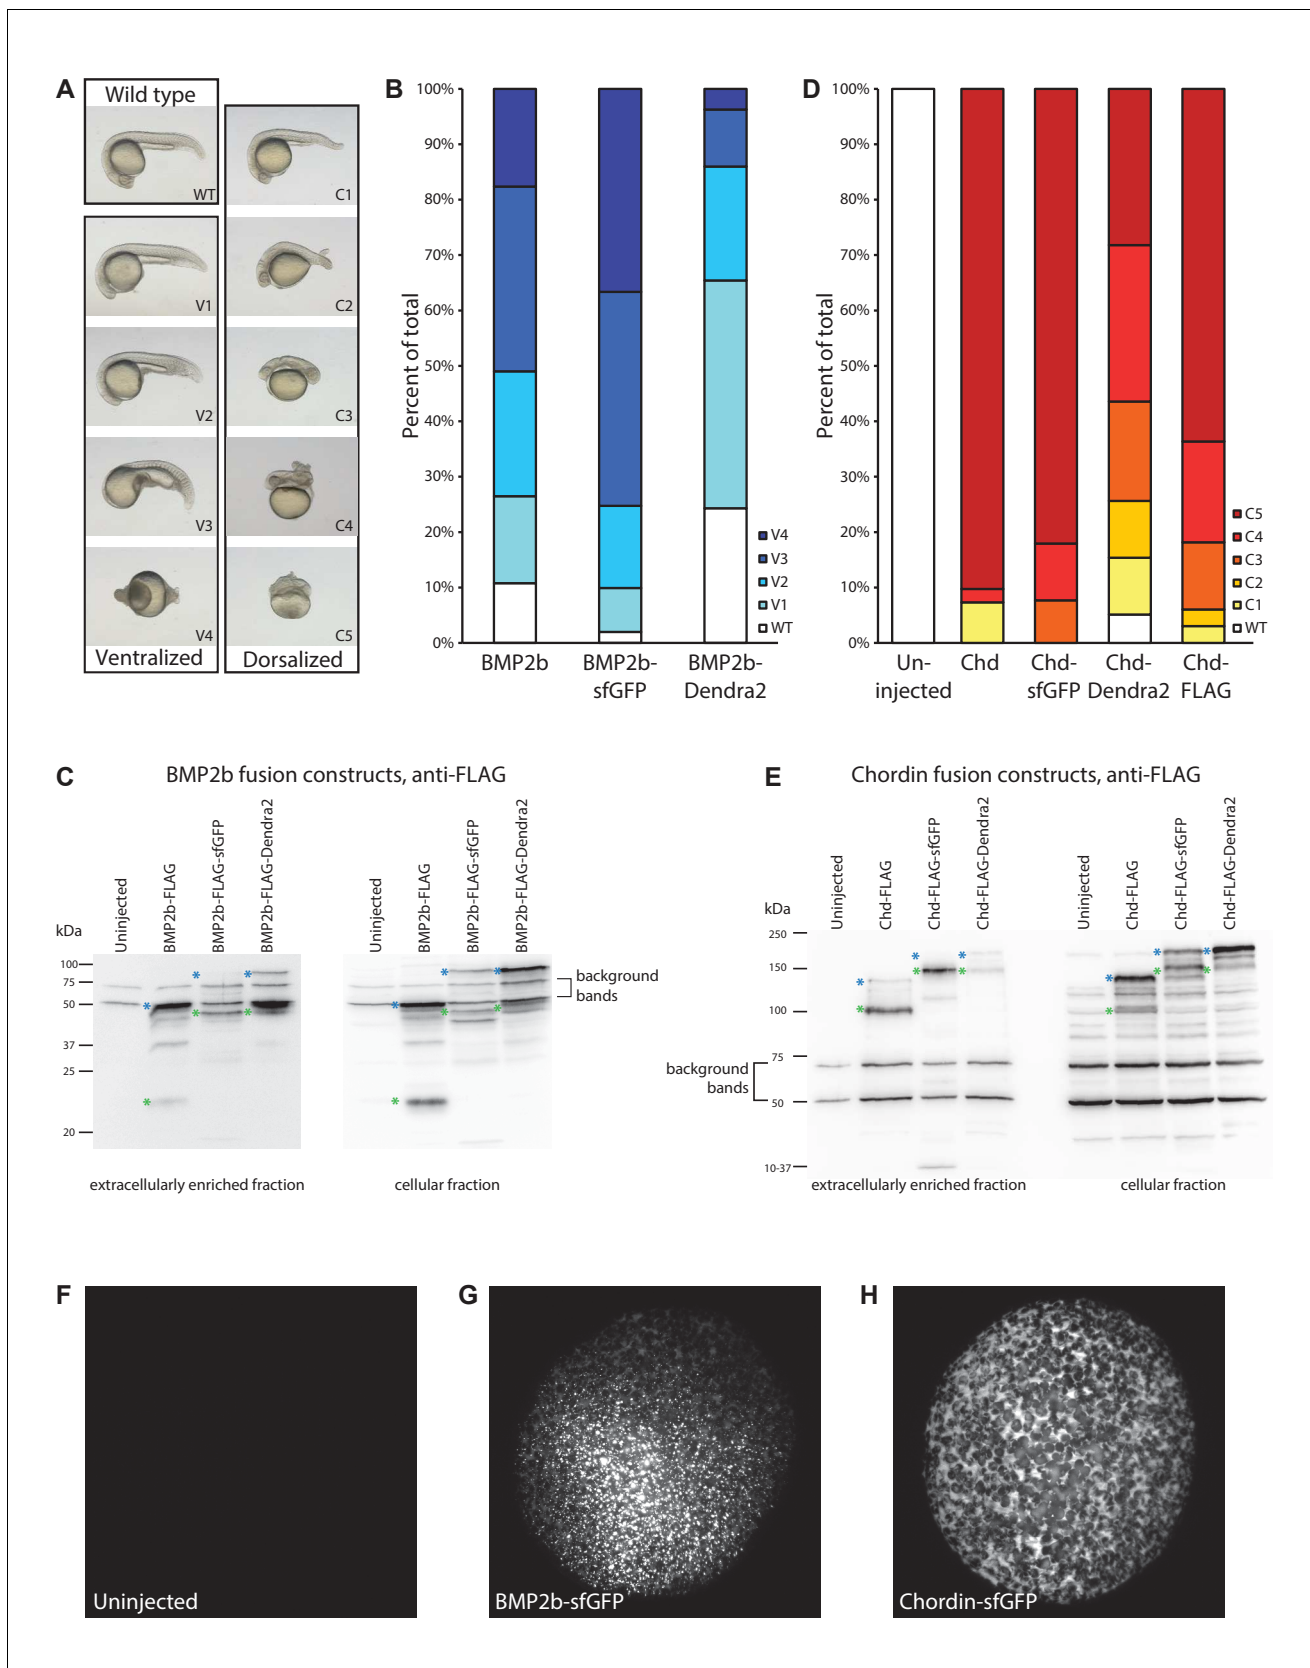 A
Wild type
WT
V1
V2
V3
V4
Ventralized
C1
C2
C3
C4
C5
Dorsalized
B
Percent of total
100%
90%
80%
70%
60%
50%
40%
30%
20%
10%
0%
V4
V3
V2
V1
WT
BMP2b
BMP2b-
sfGFP
BMP2b-
Dendra2
D
Percent of total
100%
90%
80%
70%
60%
50%
40%
30%
20%
10%
0%
C5
C4
C3
C2
C1
WT
Un-
injected
Chd
Chd-
sfGFP
Chd-
Dendra2
Chd-
FLAG
C
BMP2b fusion constructs, anti-FLAG
kDa
Uninjected
BMP2b-FLAG
BMP2b-FLAG-sfGFP
BMP2b-FLAG-Dendra2
100
75
50
37
25
20
* * * * * *
extracellularly enriched fraction
Uninjected
BMP2b-FLAG
BMP2b-FLAG-sfGFP
BMP2b-FLAG-Dendra2
* * * * * *
background
bands
cellular fraction
E
Chordin fusion constructs, anti-FLAG
kDa
Uninjected
Chd-FLAG
Chd-FLAG-sfGFP
Chd-FLAG-Dendra2
250
150
100
75
50
10-37
* * * * * *
background
bands
extracellularly enriched fraction
Uninjected
Chd-FLAG
Chd-FLAG-sfGFP
Chd-FLAG-Dendra2
* * * * *
cellular fraction
F
Uninjected
G
BMP2b-sfGFP
H
Chordin-sfGFP